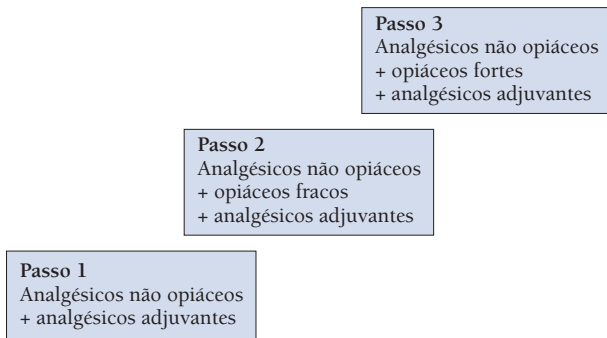 Passo 3
Analgésicos não opiáceos
+ opiáceos fortes
+ analgésicos adjuvantes
Passo 2
Analgésicos não opiáceos
+ opiáceos fracos
+ analgésicos adjuvantes
Passo 1
Analgésicos não opiáceos
+ analgésicos adjuvantes